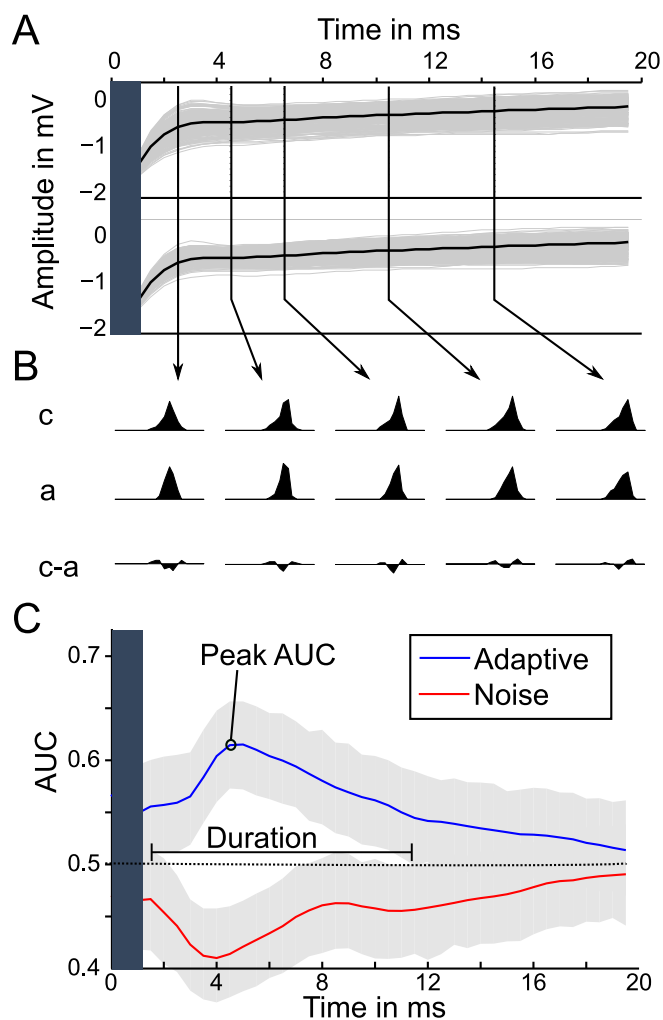 A
Time in ms
0 4 8 12 16 20
Amplitude in mV
0
−1
−2
0
−1
−2
B
c
a
c-a
C
0.7
0.6
0.5
0.4
AUC
Peak AUC
Adaptive
Noise
Duration
0 4 8 12 16 20
Time in ms